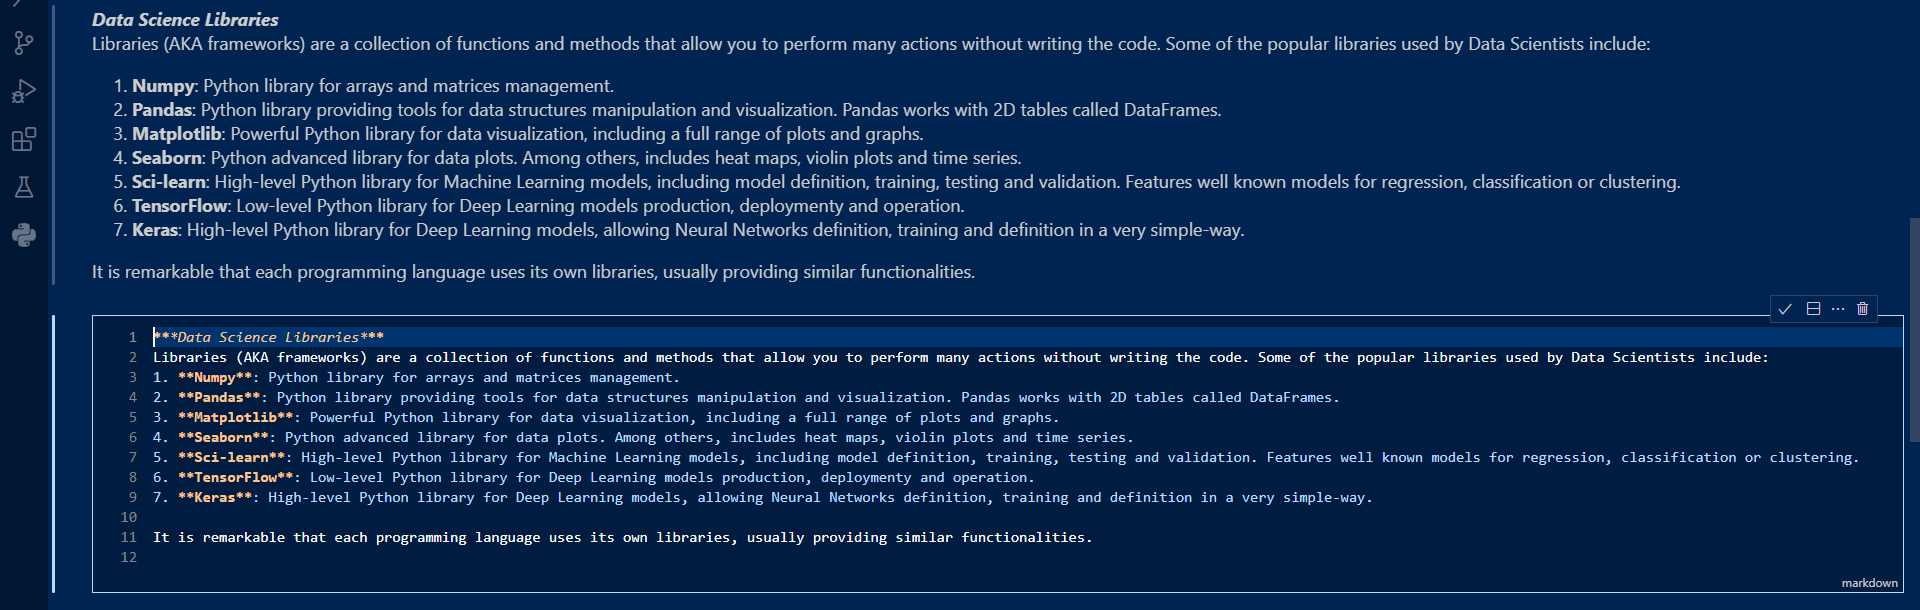 Data Science Libraries
Libraries (AKA frameworks) are a collection of functions and methods that allow you to perform many actions without writing the code. Some of the popular libraries used by Data Scientists include:
1. Numpy: Python library for arrays and matrices management.
2. Pandas: Python library providing tools for data structures manipulation and visualization. Pandas works with 2D tables called DataFrames.
3. Matplotlib: Powerful Python library for data visualization, including a full range of plots and graphs.
4. Seaborn: Python advanced library for data plots. Among others, includes heat maps, violin plots and time series.
5. Sci-learn: High-level Python library for Machine Learning models, including model definition, training, testing and validation. Features well known models for regression, classification or clustering.
6. TensorFlow: Low-level Python library for Deep Learning models production, deploymenty and operation.
7. Keras: High-level Python library for Deep Learning models, allowing Neural Networks definition, training and definition in a very simple-way.
It is remarkable that each programming language uses its own libraries, usually providing similar functionalities.
1 ***Data Science Libraries***
2 Libraries (AKA frameworks) are a collection of functions and methods that allow you to perform many actions without writing the code. Some of the popular libraries used by Data Scientists include:
3 1. **Numpy**: Python library for arrays and matrices management.
4 2. **Pandas**: Python library providing tools for data structures manipulation and visualization. Pandas works with 2D tables called DataFrames.
5 3. **Matplotlib**: Powerful Python library for data visualization, including a full range of plots and graphs.
6 4. **Seaborn**: Python advanced library for data plots. Among others, includes heat maps, violin plots and time series.
7 5. **Sci-learn**: High-level Python library for Machine Learning models, including model definition, training, testing and validation. Features well known models for regression, classification or clustering.
8 6. **TensorFlow**: Low-level Python library for Deep Learning models production, deploymenty and operation.
9 7. **Keras**: High-level Python library for Deep Learning models, allowing Neural Networks definition, training and definition in a very simple-way.
10
11 It is remarkable that each programming language uses its own libraries, usually providing similar functionalities.
12
markdown